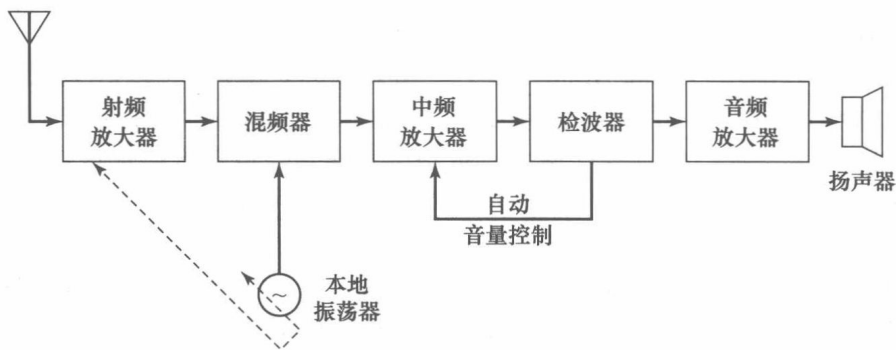 射频
放大器
混频器
中频
放大器
检波器
音频
放大器
扬声器
自动
音量控制
本地
振荡器